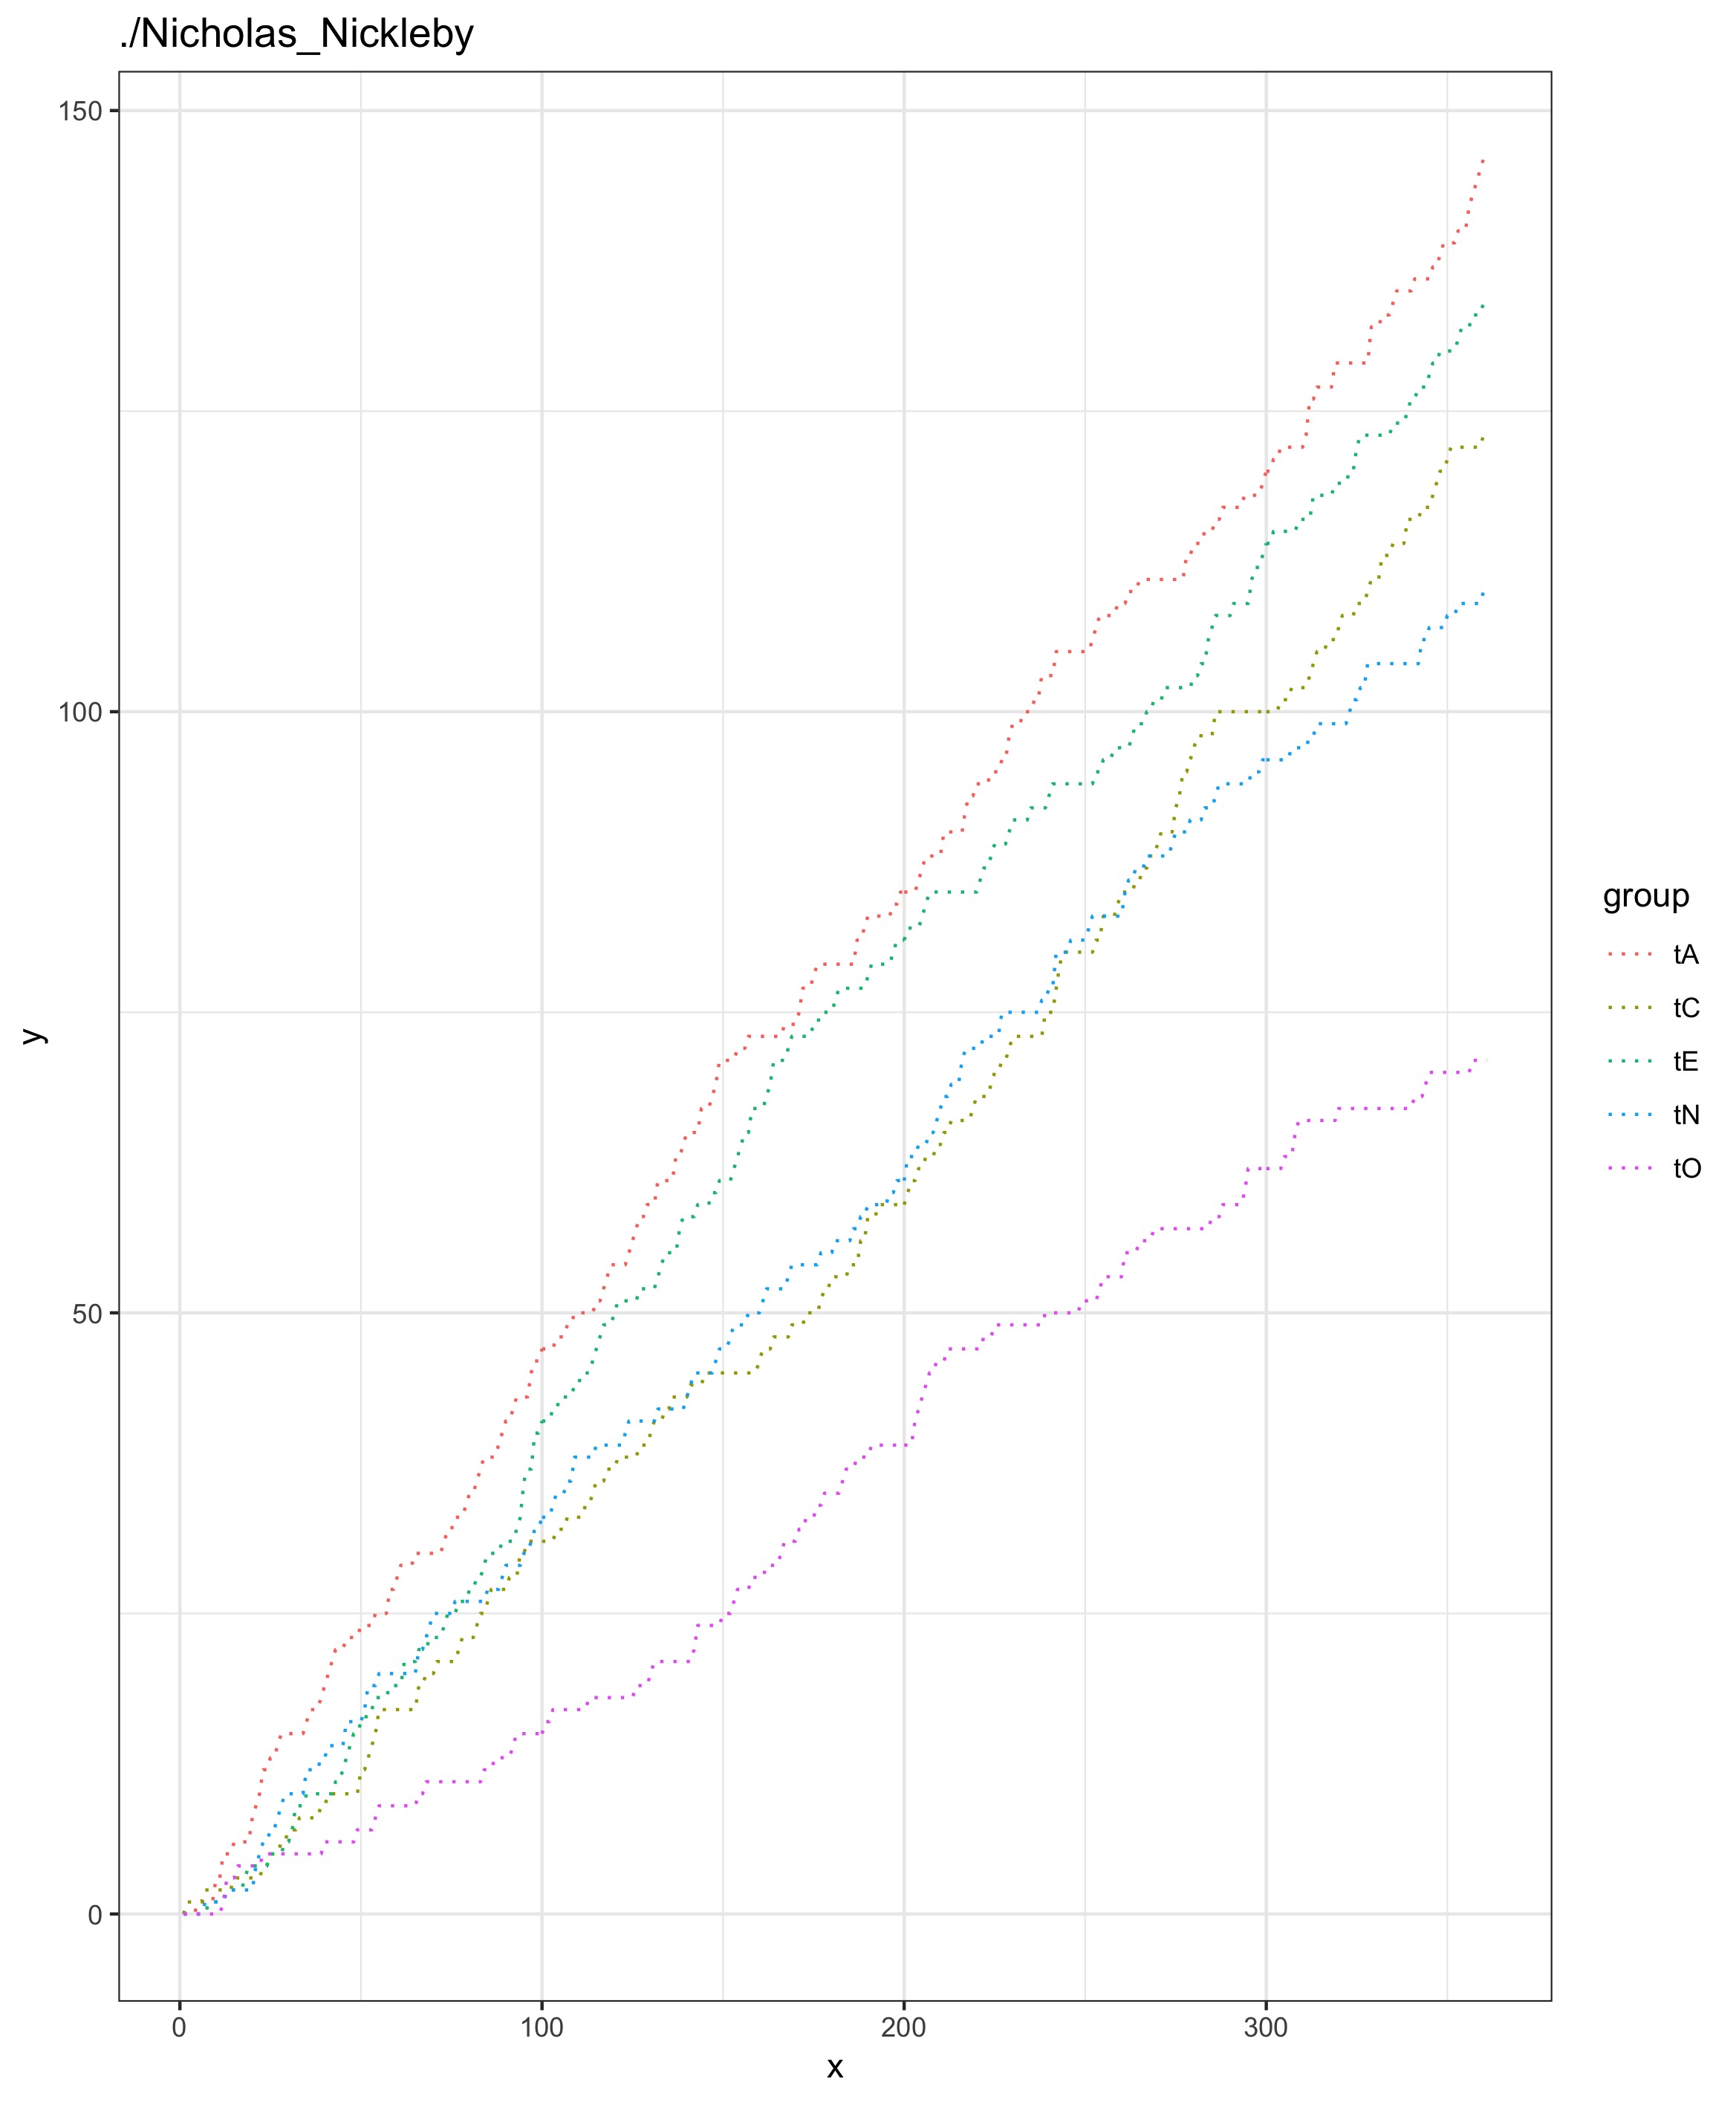 ./Nicholas_Nickleby
150
100
50
0
y
0 100 200 300
x
group
tA
tC
tE
tN
tO